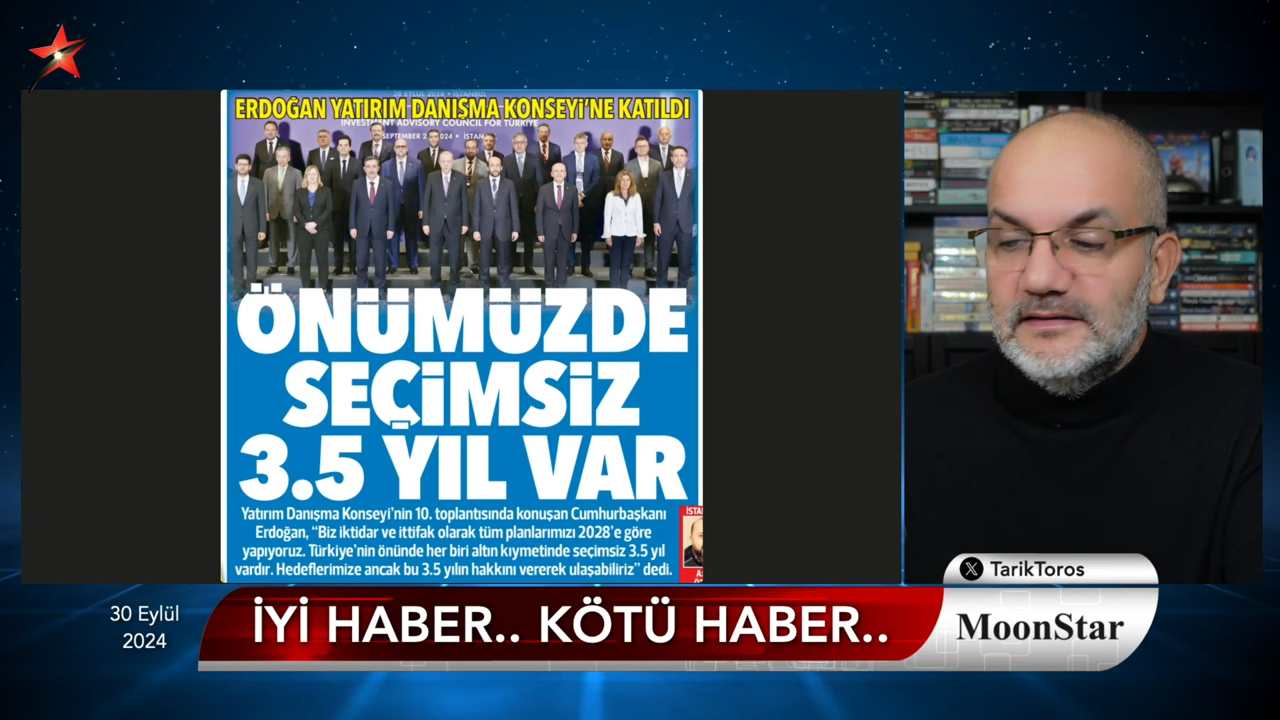 ERDOĞAN YATIRIM DANIŞMA KONSEYİ'NE KATILDI
INVESTMENT ADVISORY COUNCIL FOR TÜRKİYE
ÖNÜMÜZDE
SEÇİMSİZ
3.5 YIL VAR
Yatırım Danışma Konseyi'nin 10. toplantısında konuşan Cumhurbaşkanı
Erdoğan, "Biz iktidar ve ittifak olarak tüm planlarımızı 2028'e göre
yapıyoruz. Türkiye'nin önünde her biri altın kıymetinde seçimsiz 3.5 yıl
vardır. Hedeflerimize ancak bu 3.5 yılın hakkını vererek ulaşabiliriz" dedi.
TarikToros
30 Eylül
2024
İYİ HABER.. KÖTÜ HABER..
MoonStar